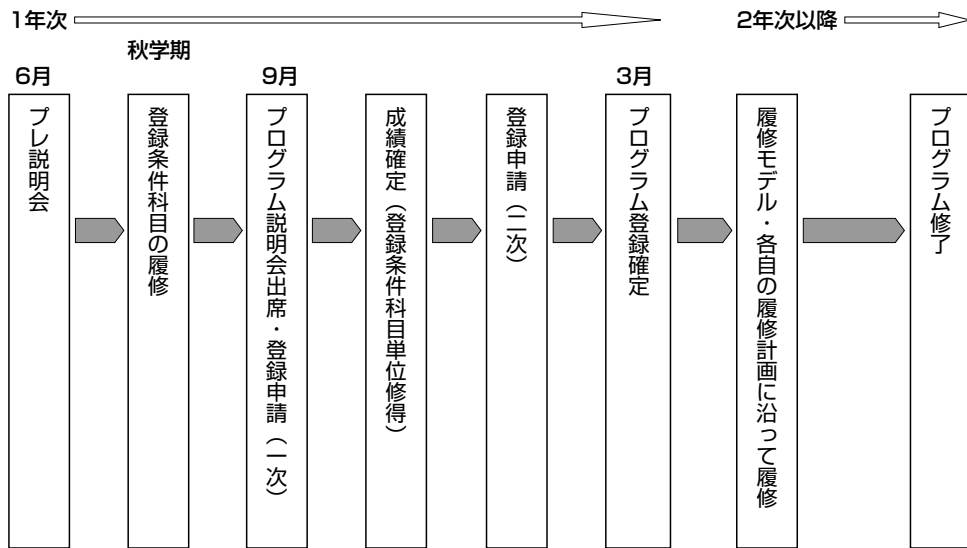 1年次
2年次以降
秋学期
6月
9月
3月
プレ説明会
登録条件科目の履修
プログラム説明会出席・登録申請（一次）
成績確定（登録条件科目単位修得）
登録申請（二次）
プログラム登録確定
履修モデル・各自の履修計画に沿って履修
プログラム修了